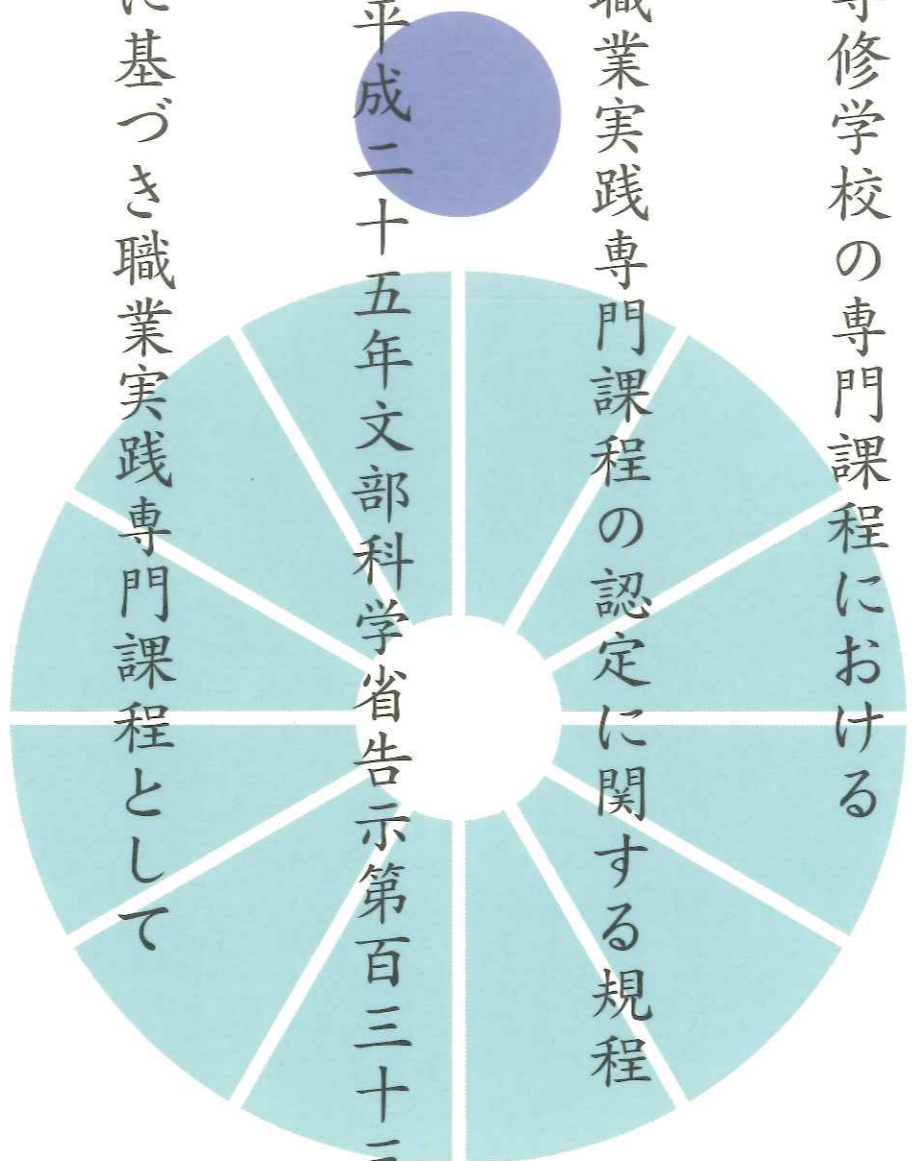 専修学校の専門課程における
職業実践専門課程の認定に関する規程
平成二十五年文部科学省告示第百三十三
に基づき職業実践専門課程として